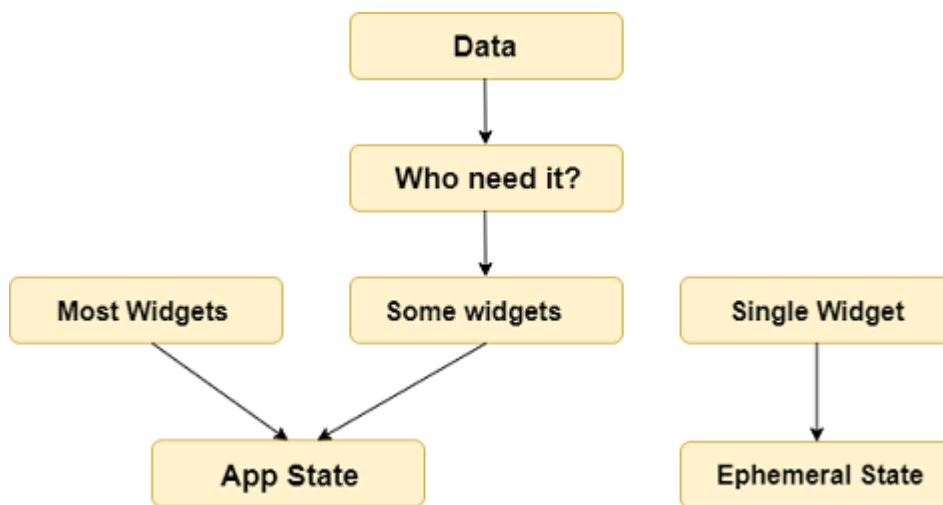 Data
Who need it?
Most Widgets
Some widgets
Single Widget
App State
Ephemeral State